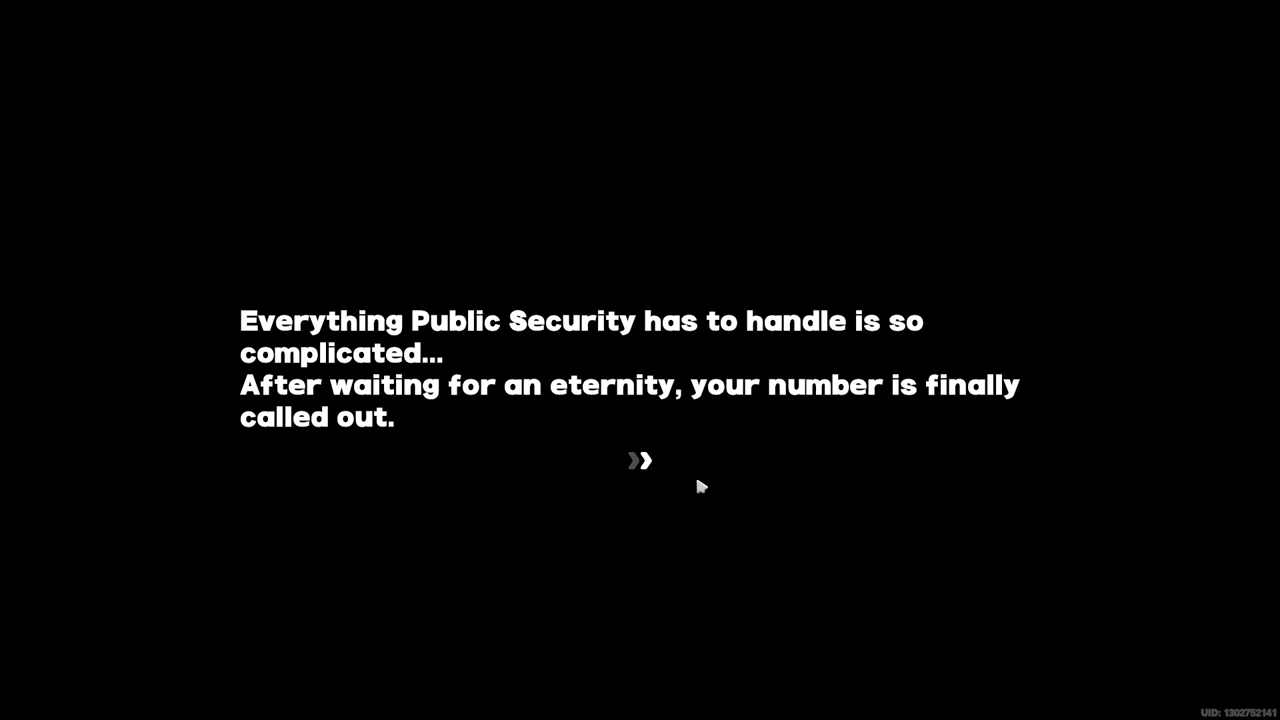 Everything Public Security has to handle is so
complicated...
After waiting for an eternity, your number is finally
called out.
UID: 1302752141